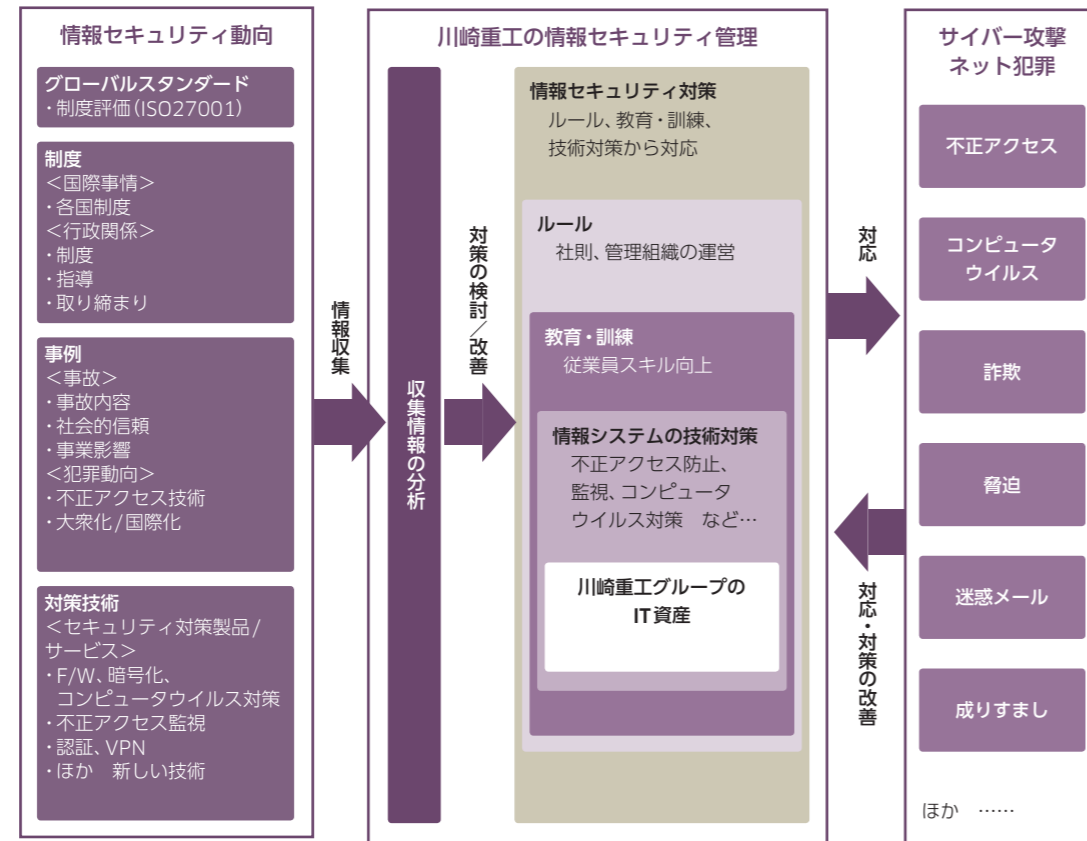 情報セキュリティ動向
グローバルスタンダード
・制度評価(ISO27001)
制度
<国際事情>
・各国制度
<行政関係>
・制度
・指導
・取り締まり
事例
<事故>
・事故内容
・社会的信頼
・事業影響
<犯罪動向>
・不正アクセス技術
・大衆化/国際化
対策技術
<セキュリティ対策製品/
サービス>
・F/W、暗号化、
コンピュータウイルス対策
・不正アクセス監視
・認証、VPN
・ほか　新しい技術
情報収集
川崎重工の情報セキュリティ管理
収集情報の分析
対策の検討/改善
情報セキュリティ対策
ルール、教育・訓練、
技術対策から対応
ルール
社則、管理組織の運営
教育・訓練
従業員スキル向上
情報システムの技術対策
不正アクセス防止、
監視、コンピュータ
ウイルス対策　など…
川崎重工グループの
IT資産
対応
対応・対策の改善
サイバー攻撃
ネット犯罪
不正アクセス
コンピュータ
ウイルス
詐欺
脅迫
迷惑メール
成りすまし
ほか　……